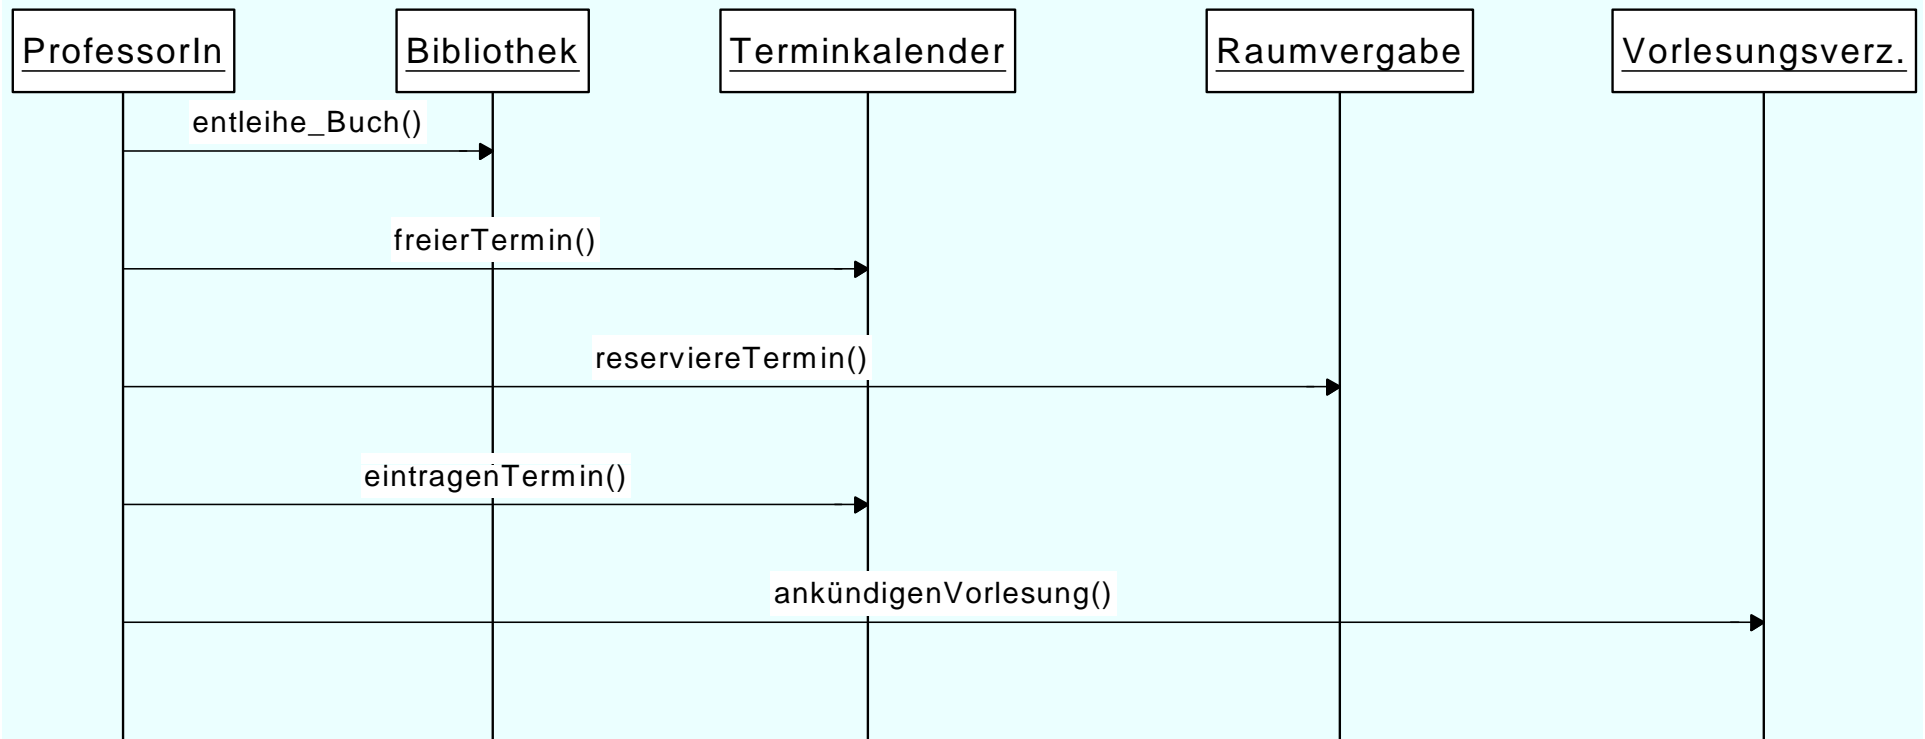 ProfessorIn
Bibliothek
Terminkalender
Raumvergabe
Vorlesungsverz.
entleihe_Buch()
freierTermin()
reserviereTermin()
eintragenTermin()
ankündigenVorlesung()